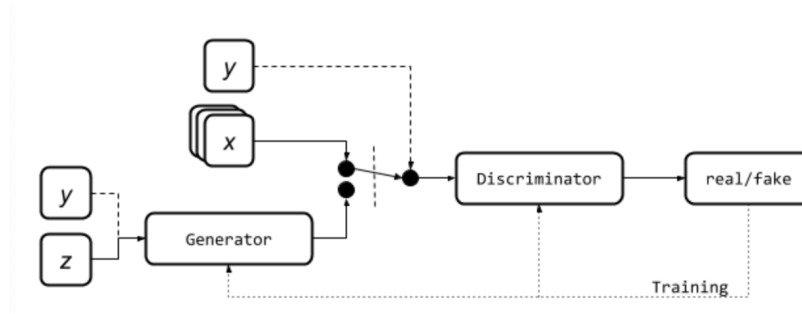 y
x
y
z
Generator
Discriminator
real/fake
Training